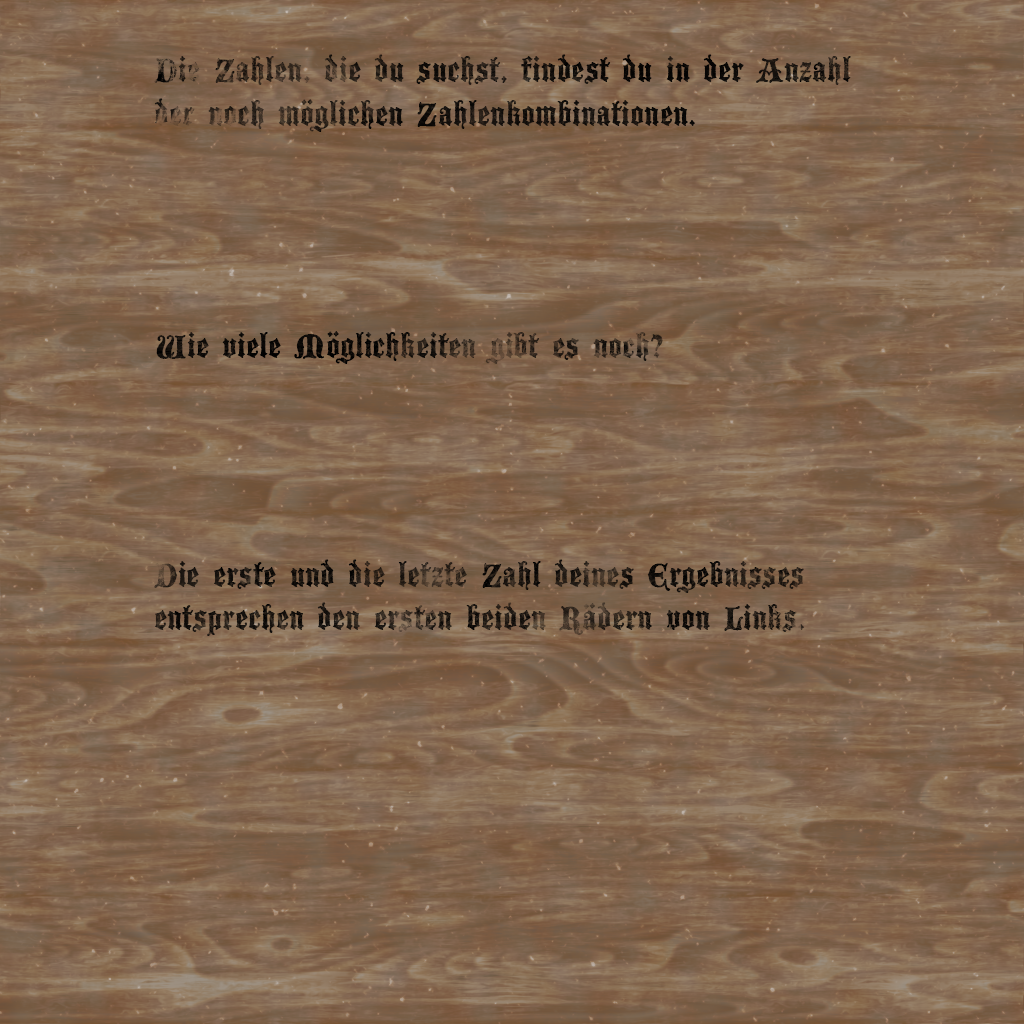 Die Zahlen, die du suchst, findest du in der Anzahl
der noch möglichen Zahlenkombinationen.
Wie viele Möglichkeiten gibt es noch?
Die erste und die letzte Zahl deines Ergebnisses
entsprechen den ersten beiden Rädern von Links.